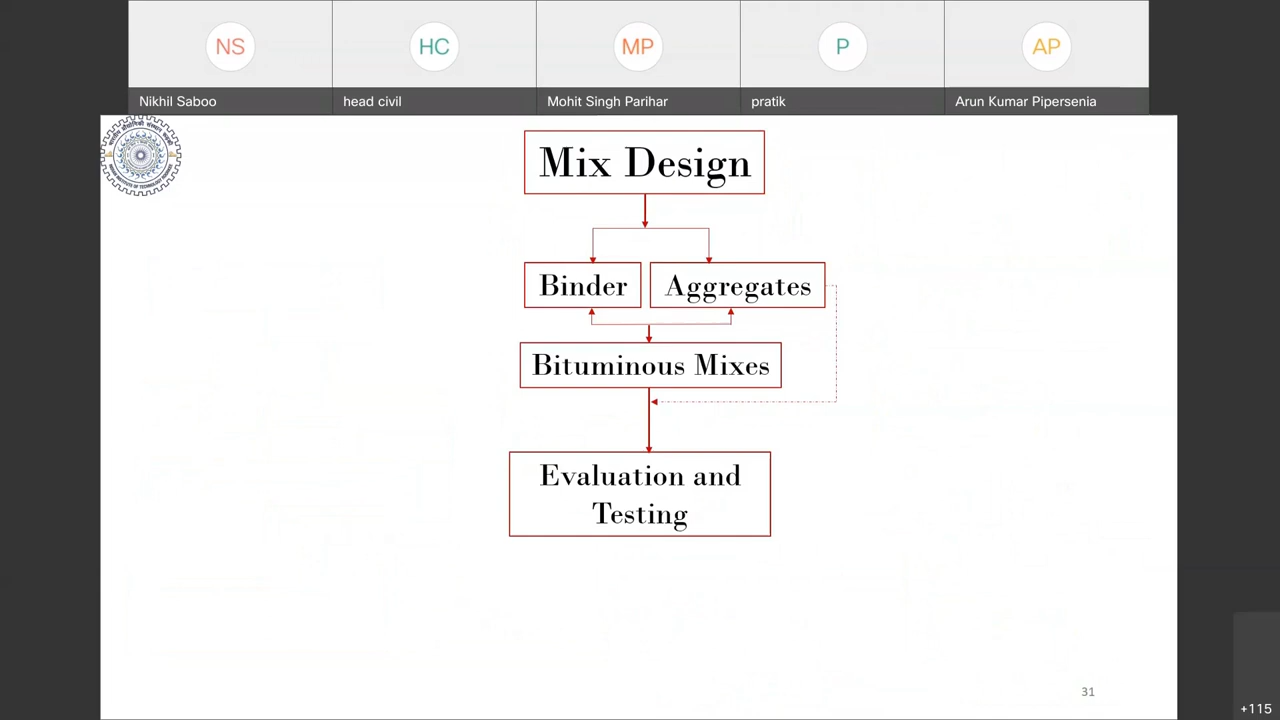 NS
HC
MP
P
AP
Nikhil Saboo
head civil
Mohit Singh Parihar
pratik
Arun Kumar Pipersenia
Mix Design
Binder
Aggregates
Bituminous Mixes
Evaluation and
Testing
31
+115